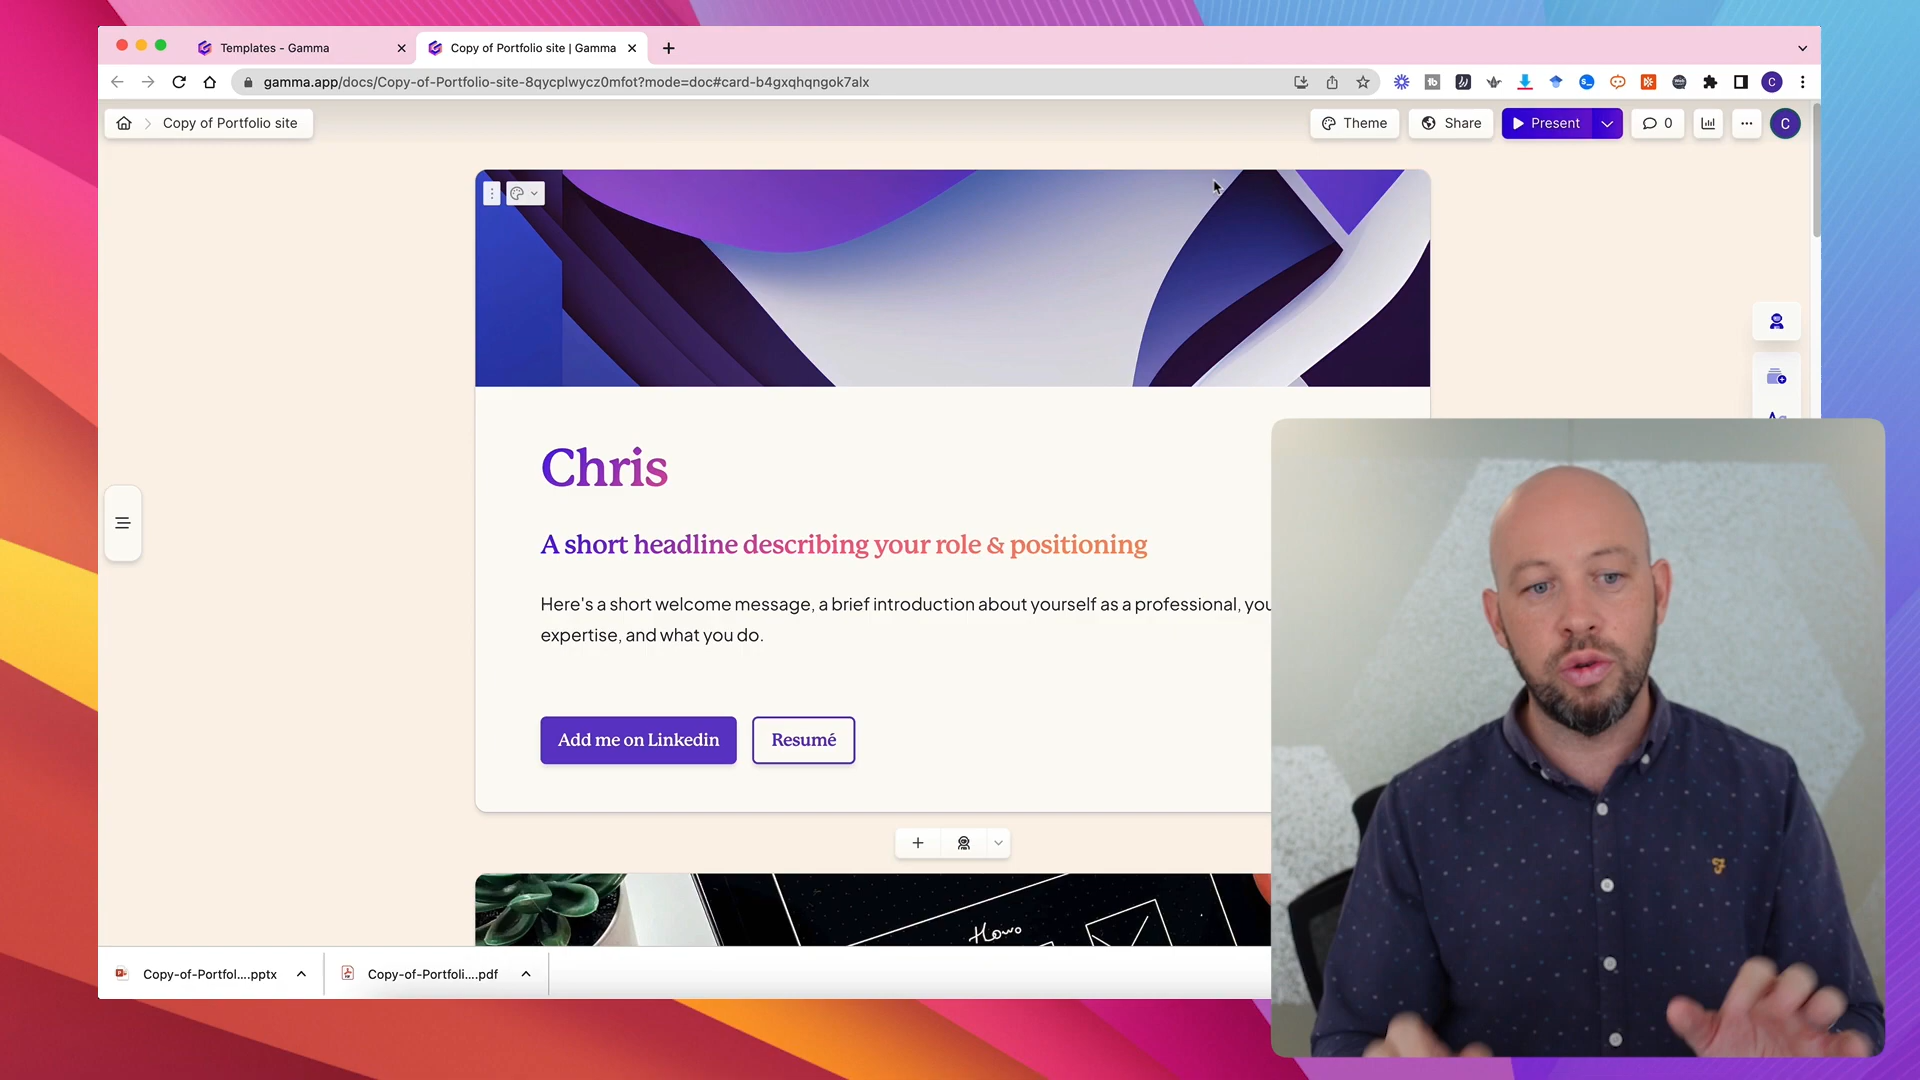 Templates - Gamma
Copy of Portfolio site | Gamma
gamma.app/docs/Copy-of-Portfolio-site-8qycplwycz0mfot?mode=doc#card-b4gxqhqngok7alx
C
Copy of Portfolio site
Theme
Share
Present
0
C
Chris
A short headline describing your role & positioning
Here's a short welcome message, a brief introduction about yourself as a professional, you
expertise, and what you do.
Add me on Linkedin
Resumé
Home
Copy-of-Portfol....pptx
Copy-of-Portfoli....pdf